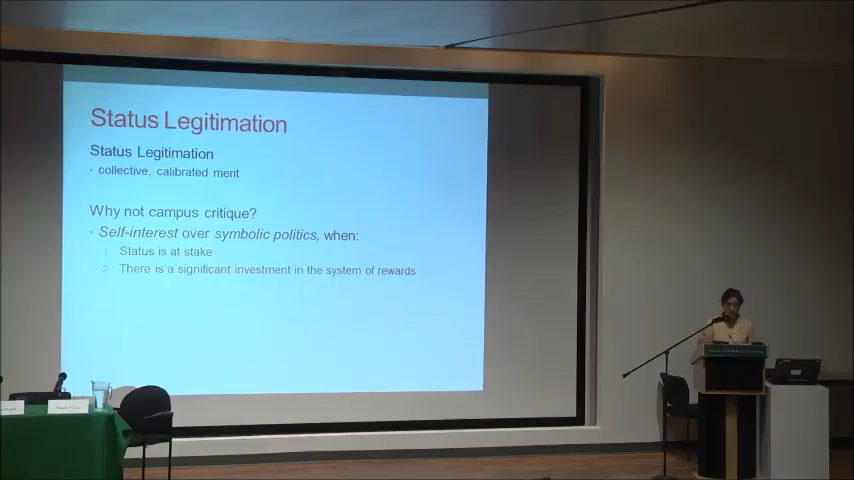 Status Legitimation
Status Legitimation
• collective, calibrated merit
Why not campus critique?
• Self-interest over symbolic politics, when:
1 Status is at stake
2 There is a significant investment in the system of rewards